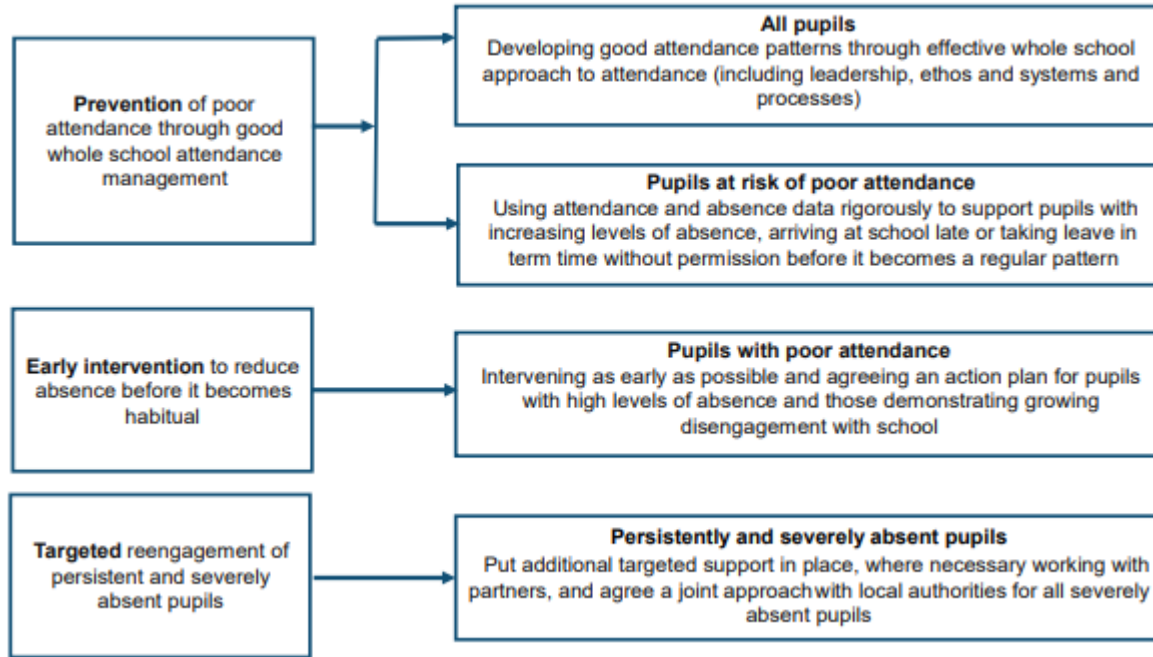 Prevention of poor
attendance through good
whole school attendance
management
All pupils
Developing good attendance patterns through effective whole school
approach to attendance (including leadership, ethos and systems and
processes)
Pupils at risk of poor attendance
Using attendance and absence data rigorously to support pupils with
increasing levels of absence, arriving at school late or taking leave in
term time without permission before it becomes a regular pattern
Early intervention to reduce
absence before it becomes
habitual
Pupils with poor attendance
Intervening as early as possible and agreeing an action plan for pupils
with high levels of absence and those demonstrating growing
disengagement with school
Targeted reengagement of
persistent and severely
absent pupils
Persistently and severely absent pupils
Put additional targeted support in place, where necessary working with
partners, and agree a joint approach with local authorities for all severely
absent pupils